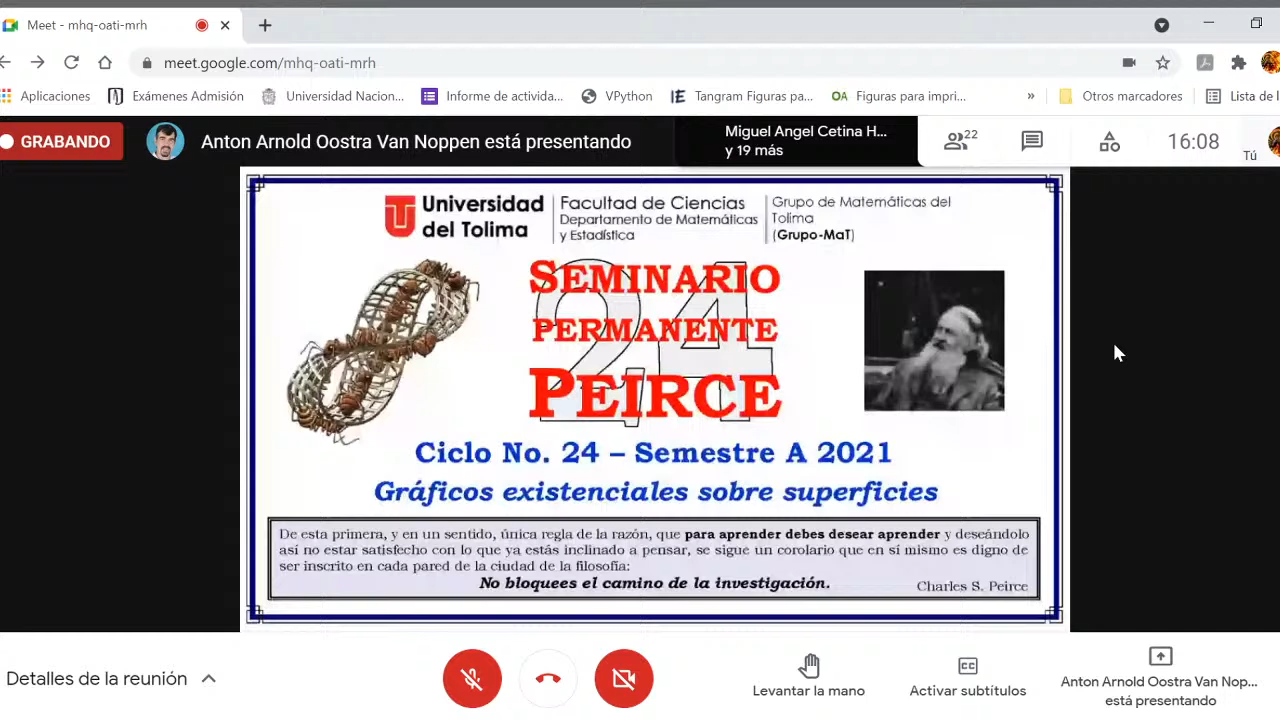 Meet - mhq-oati-mrh
meet.google.com/mhq-oati-mrh
Aplicaciones
Exámenes Admisión
Universidad Nacion...
Informe de activida...
VPython
Tangram Figuras pa...
OA Figuras para impri...
»
Otros marcadores
Lista de l
GRABANDO
Anton Arnold Oostra Van Noppen está presentando
Miguel Angel Cetina H...
y 19 más
22
16:08
Tú
Universidad
del Tolima
Facultad de Ciencias
Departamento de Matemáticas
y Estadística
Grupo de Matemáticas del
Tolima
(Grupo-MaT)
24
SEMINARIO
PERMANENTE
PEIRCE
Ciclo No. 24 – Semestre A 2021
Gráficos existenciales sobre superficies
De esta primera, y en un sentido, única regla de la razón, que para aprender debes desear aprender y deseándolo
así no estar satisfecho con lo que ya estás inclinado a pensar, se sigue un corolario que en sí mismo es digno de
ser inscrito en cada pared de la ciudad de la filosofía:
No bloquees el camino de la investigación.
Charles S. Peirce
Detalles de la reunión
Levantar la mano
Activar subtítulos
Anton Arnold Oostra Van Nop...
está presentando